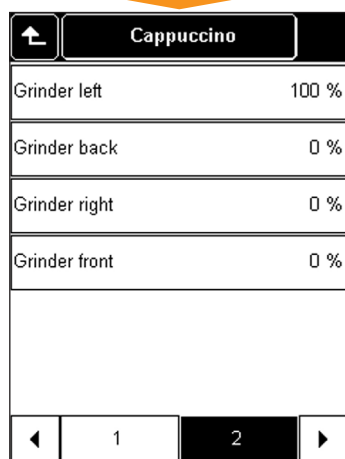 Cappuccino
Grinder left 100 %
Grinder back 0 %
Grinder right 0 %
Grinder front 0 %
1 2